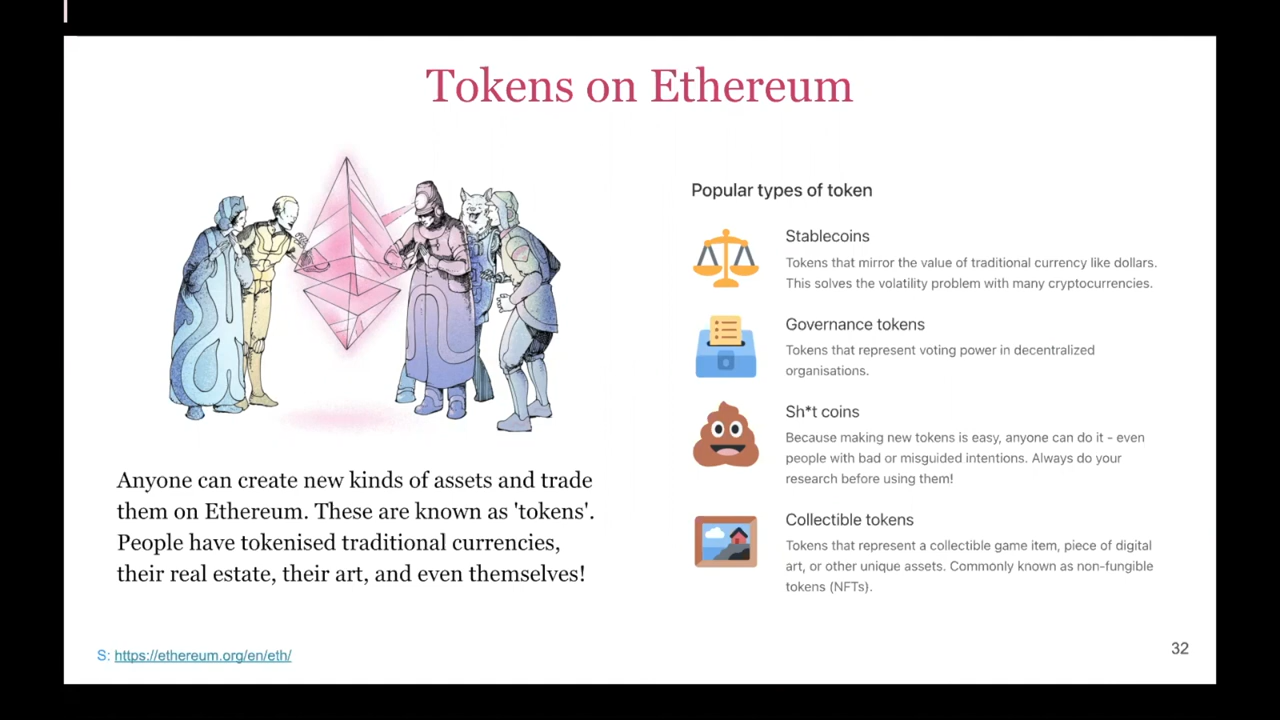 Tokens on Ethereum
Anyone can create new kinds of assets and trade
them on Ethereum. These are known as 'tokens'.
People have tokenised traditional currencies,
their real estate, their art, and even themselves!
Popular types of token
Stablecoins
Tokens that mirror the value of traditional currency like dollars.
This solves the volatility problem with many cryptocurrencies.
Governance tokens
Tokens that represent voting power in decentralized
organisations.
Sh*t coins
Because making new tokens is easy, anyone can do it - even
people with bad or misguided intentions. Always do your
research before using them!
Collectible tokens
Tokens that represent a collectible game item, piece of digital
art, or other unique assets. Commonly known as non-fungible
tokens (NFTs).
S: https://ethereum.org/en/eth/
32